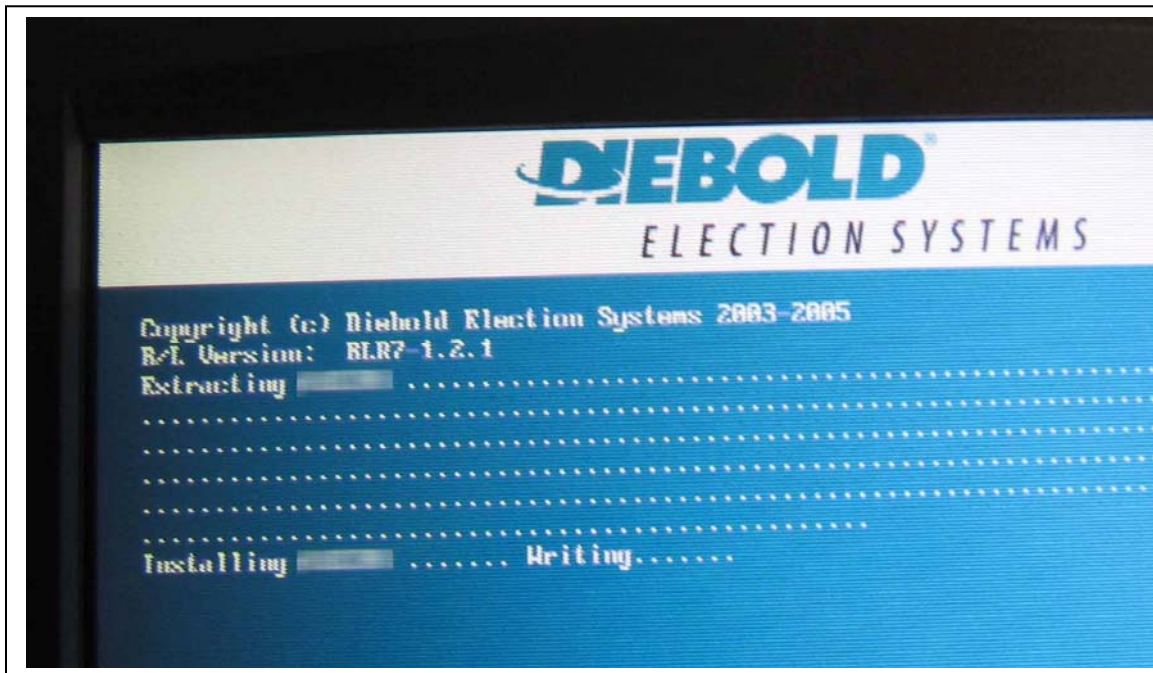 DIEBOLD®
ELECTION SYSTEMS
Copyright (c) Diebold Election Systems 2003-2005
B/L Version: BLR7-1.2.1
Extracting ..........................................................
......................................................................
......................................................................
......................................................................
......................................................................
..................................................
Installing ....... Writing.......